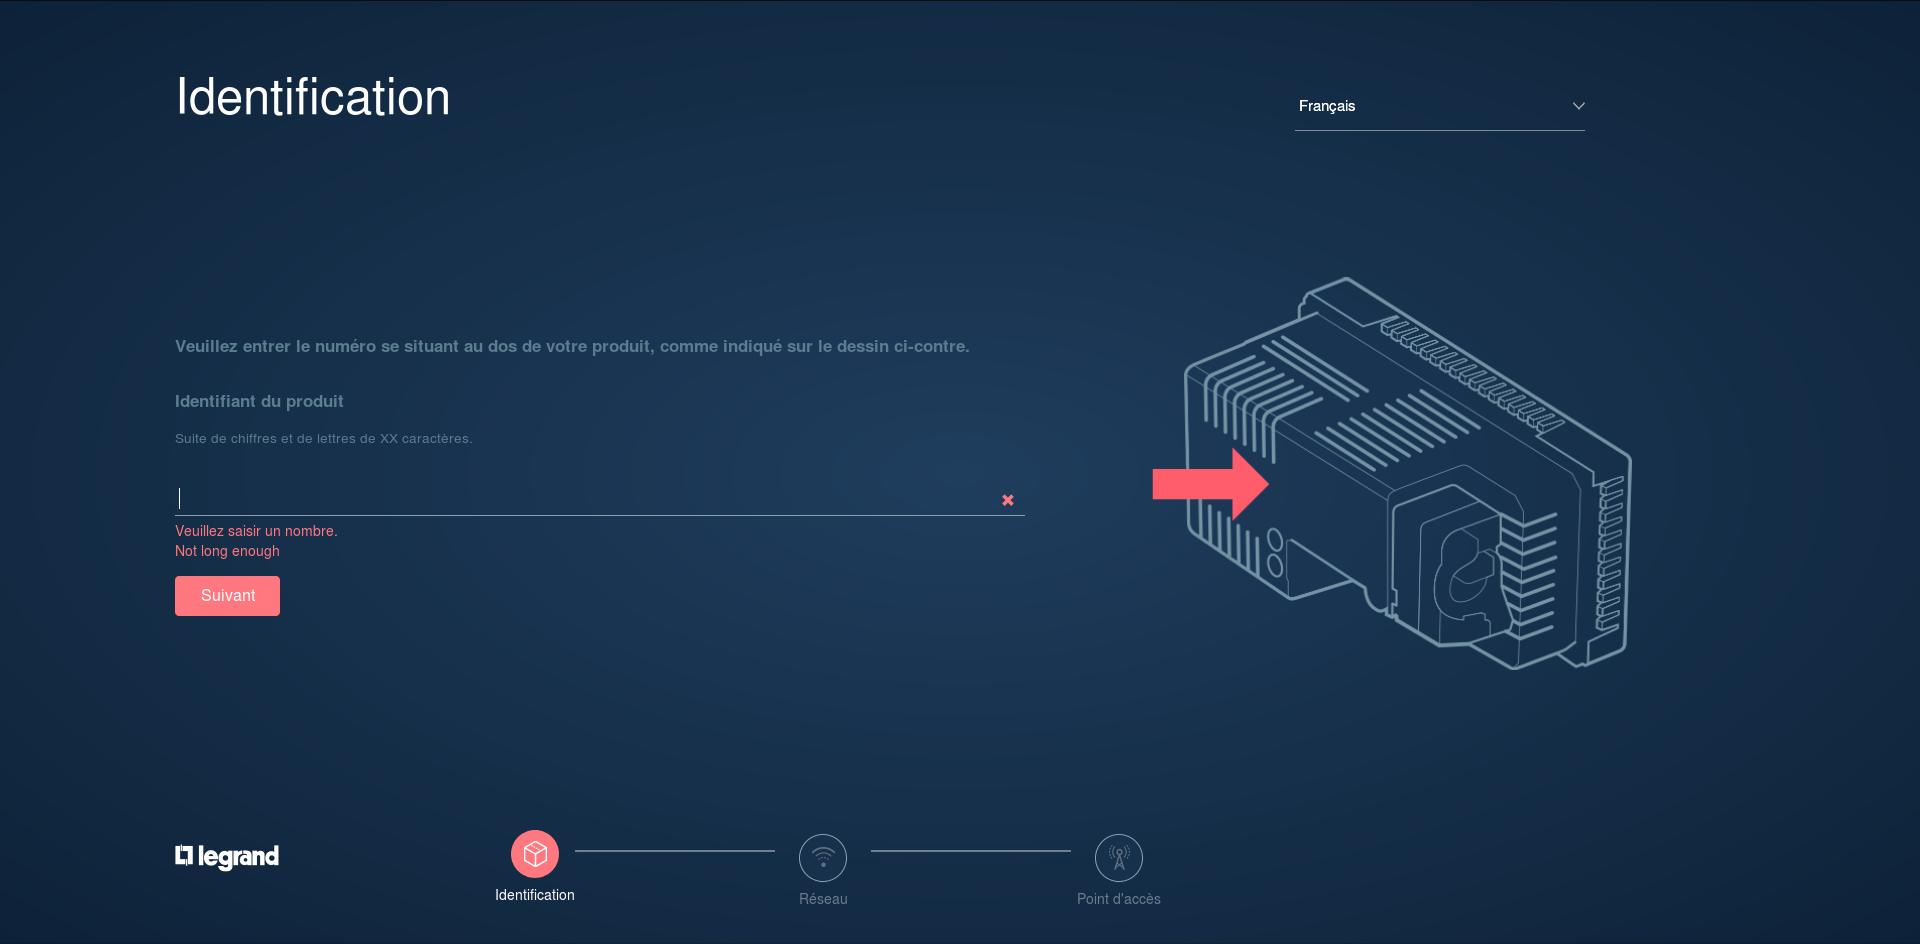 Identification
Français
Veuillez entrer le numéro se situant au dos de votre produit, comme indiqué sur le dessin ci-contre.
Identifiant du produit
Suite de chiffres et de lettres de XX caractères.
Veuillez saisir un nombre.
Not long enough
Suivant
legrand
Identification
Réseau
Point d'accès